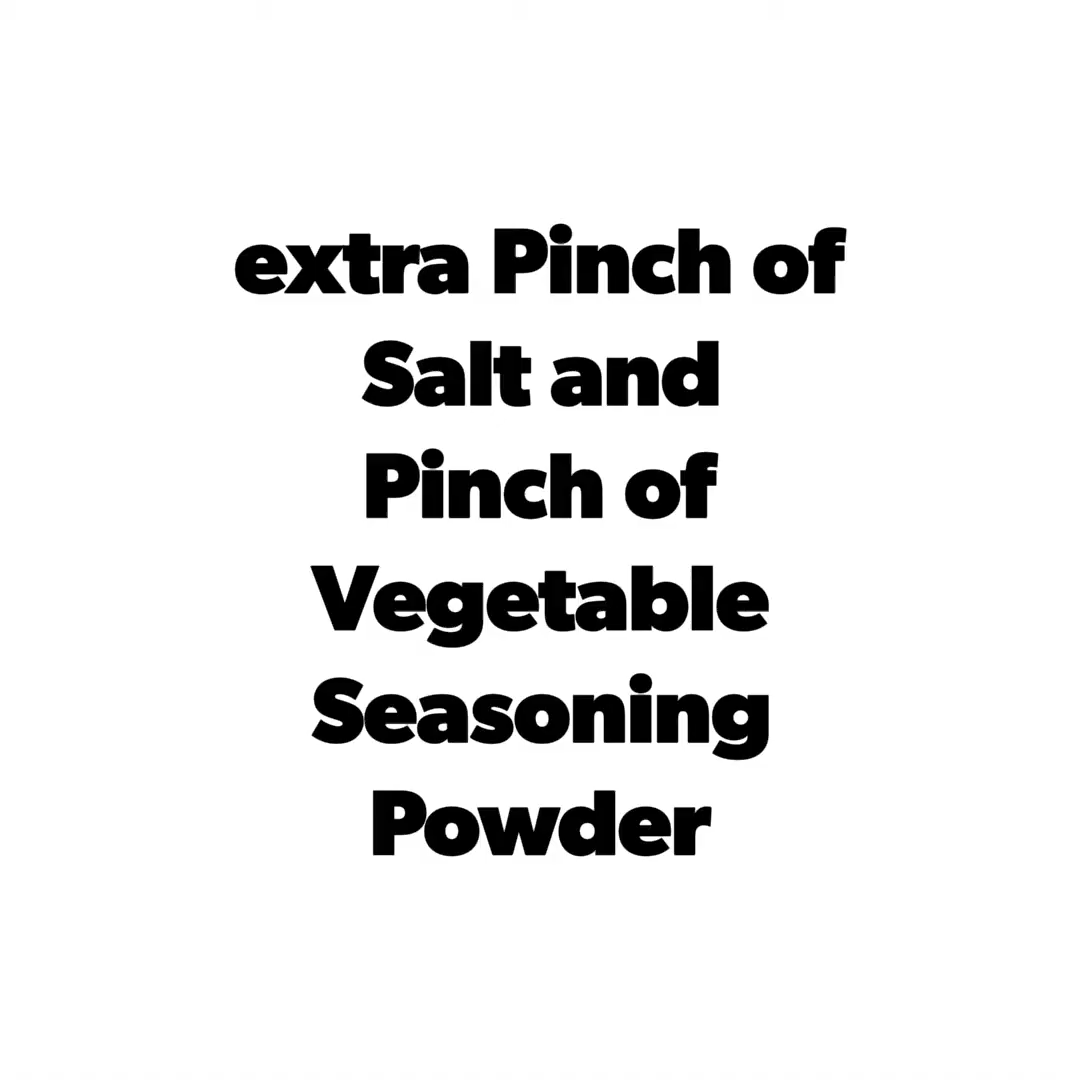 extra Pinch of
Salt and
Pinch of
Vegetable
Seasoning
Powder